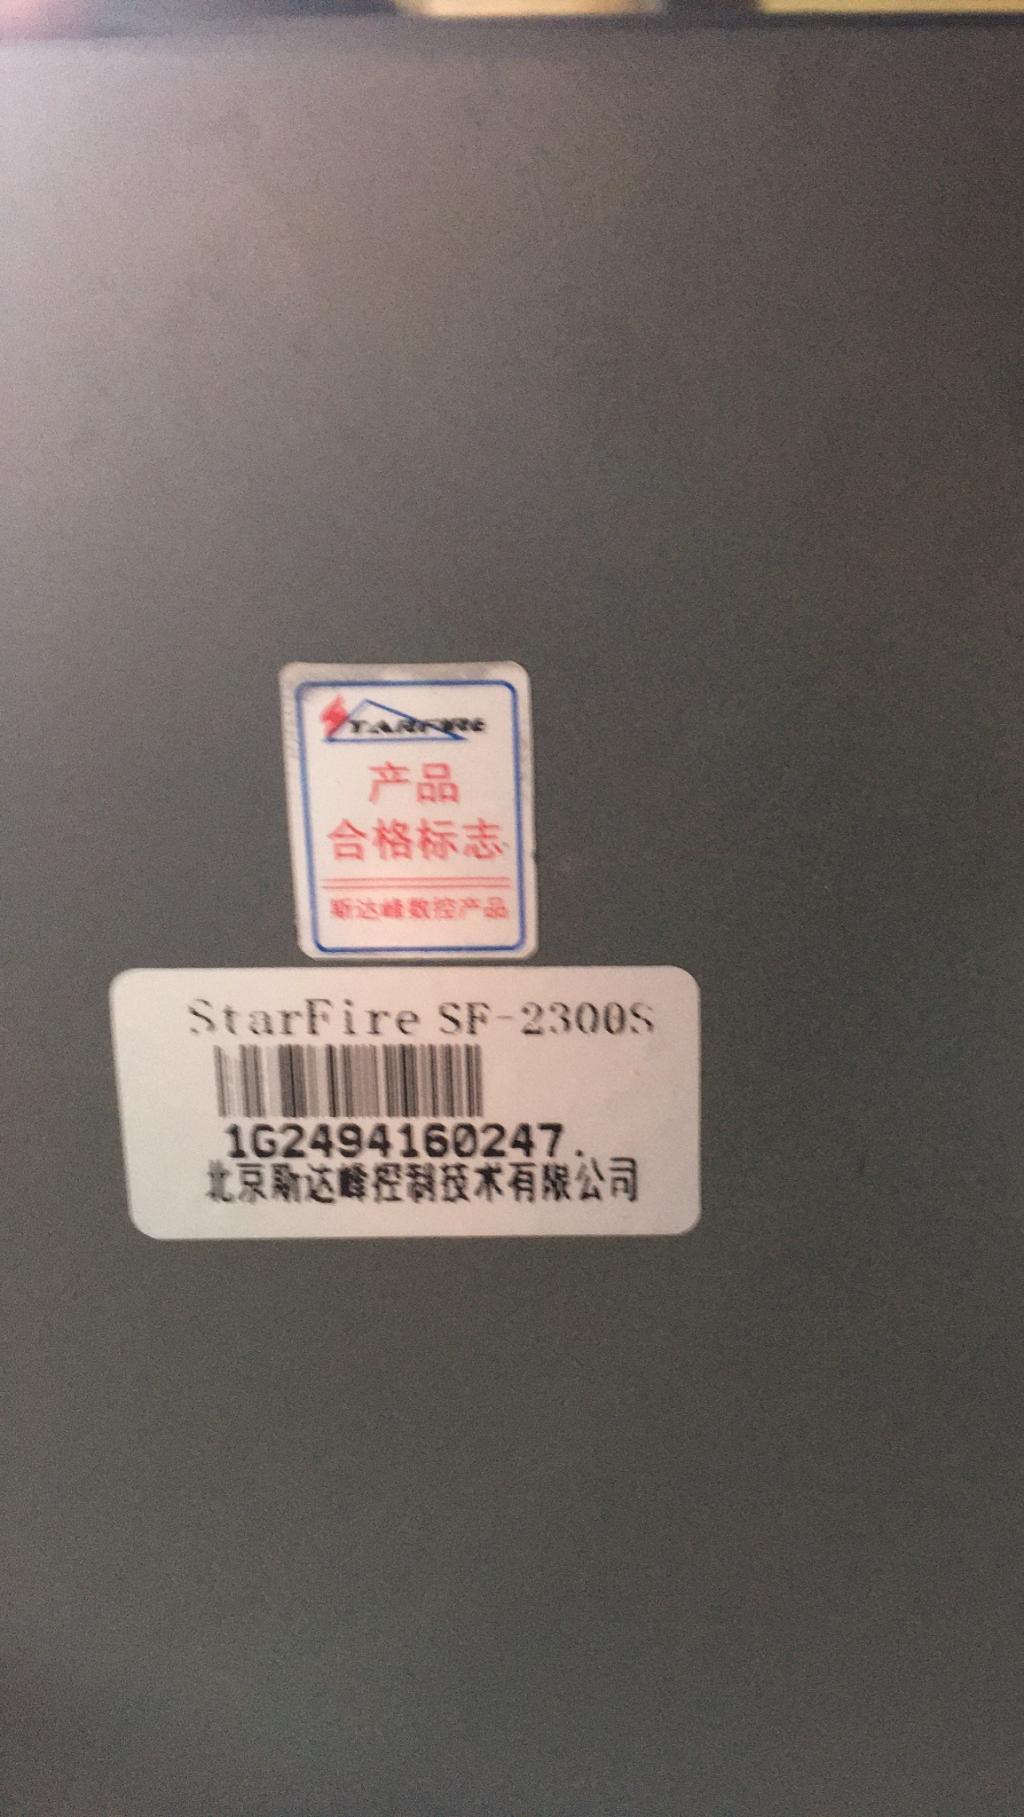 STARFIRE
产品
合格标志
斯达峰数控产品
StarFire SF-2300S
1G2494160247.
北京斯达峰控制技术有限公司